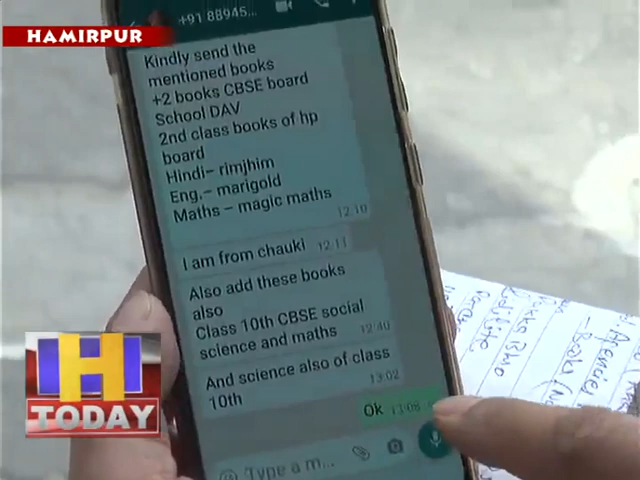 HAMIRPUR
+91 88945...
Kindly send the
mentioned books
+2 books CBSE board
School DAV
2nd class books of hp
board
Hindi– rimjhim
Eng.– marigold
Maths – magic maths
12:10
I am from chauki 12:11
Also add these books
also
Class 10th CBSE social
science and maths
12:40
And science also of class
10th
13:02
Ok 13:08
Type a m...
H
TODAY